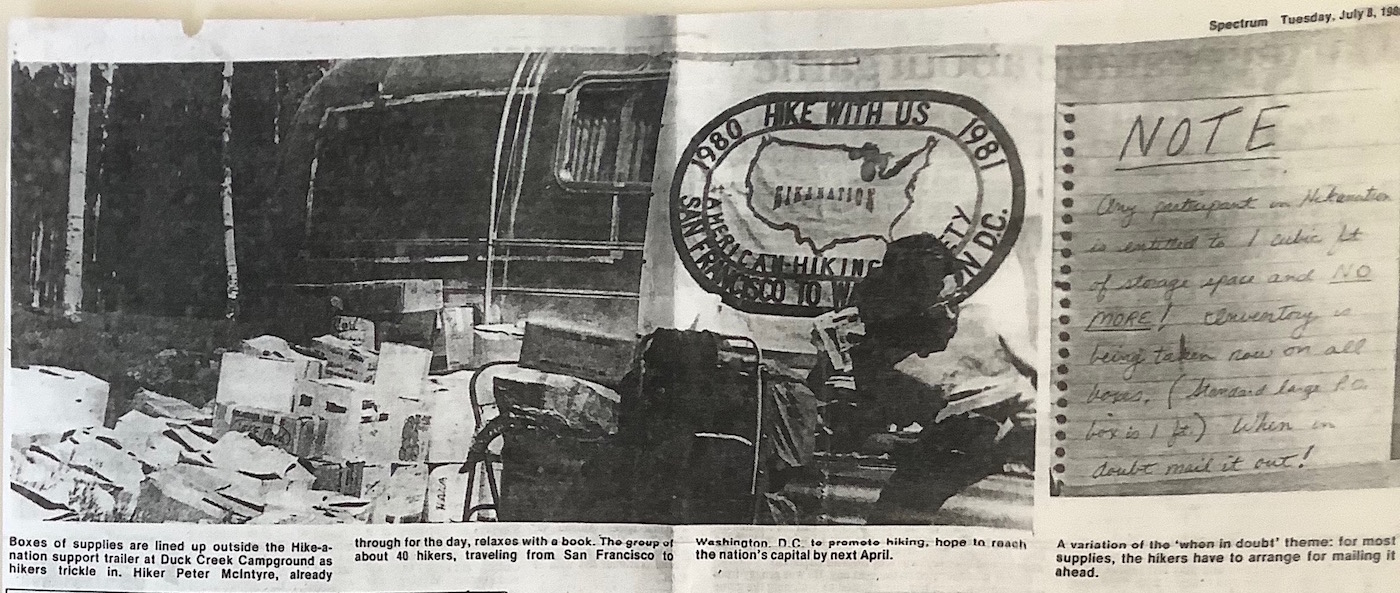 Spectrum Tuesday, July 8, 198
HIKE WITH US
1980
1981
HIKANATION
AMERICAN HIKING
ETY
SAN FRANCISCO TO WA
ON D.C.
NOTE
Any participant in Hikanation
is entitled to 1 cubic ft
of storage space and NO
MORE! Inventory is
being taken now on all
boxes, (Standard large P.O.
box is 1 ft.) When in
doubt mail it out!
Boxes of supplies are lined up outside the Hike-a-
nation support trailer at Duck Creek Campground as
hikers trickle in. Hiker Peter McIntyre, already
through for the day, relaxes with a book. The group of
about 40 hikers, traveling from San Francisco to
Washington, D.C. to promote hiking, hope to reach
the nation's capital by next April.
A variation of the 'when in doubt' theme: for most
supplies, the hikers have to arrange for mailing it
ahead.